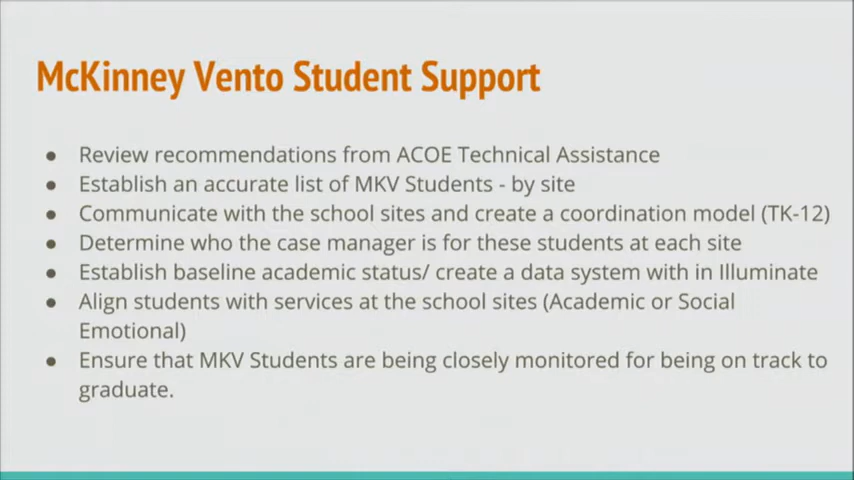 McKinney Vento Student Support
● Review recommendations from ACOE Technical Assistance
● Establish an accurate list of MKV Students - by site
● Communicate with the school sites and create a coordination model (TK-12)
● Determine who the case manager is for these students at each site
● Establish baseline academic status/ create a data system with in Illuminate
● Align students with services at the school sites (Academic or Social
Emotional)
● Ensure that MKV Students are being closely monitored for being on track to
graduate.